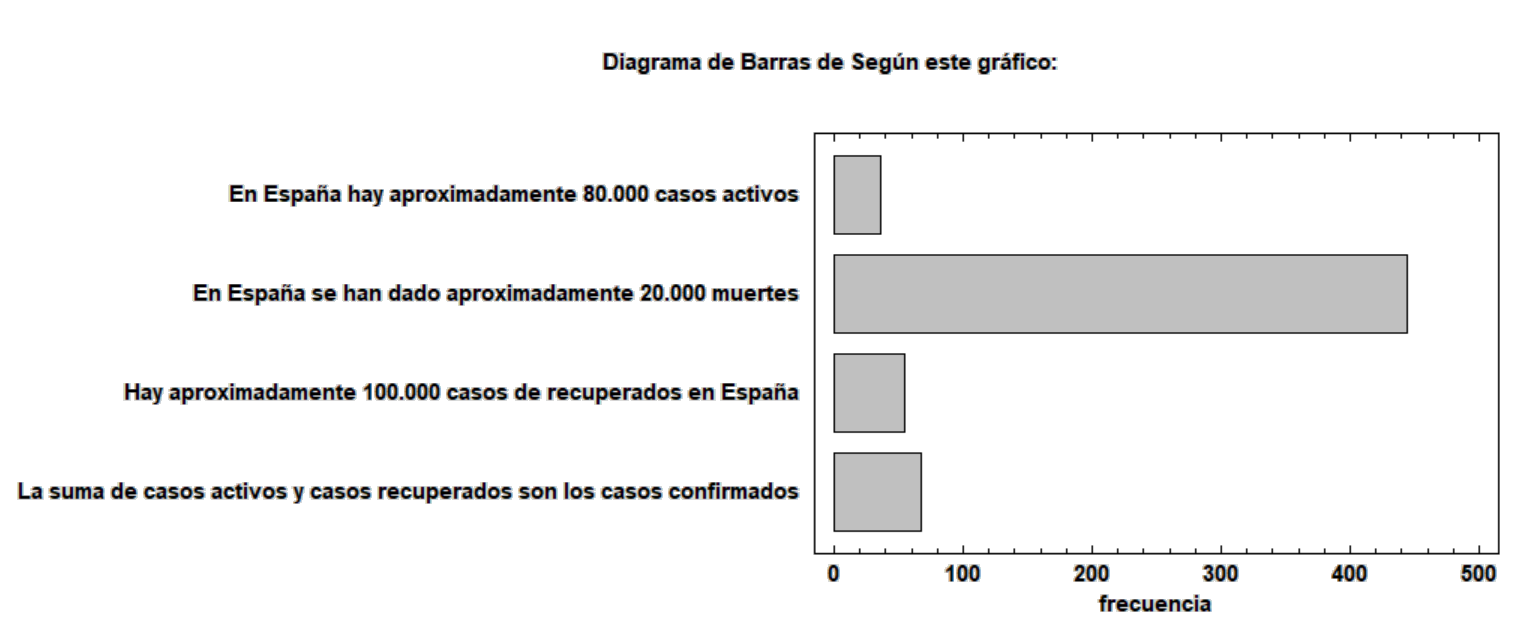 Diagrama de Barras de Según este gráfico:
En España hay aproximadamente 80.000 casos activos
En España se han dado aproximadamente 20.000 muertes
Hay aproximadamente 100.000 casos de recuperados en España
La suma de casos activos y casos recuperados son los casos confirmados
0 100 200 300 400 500
frecuencia